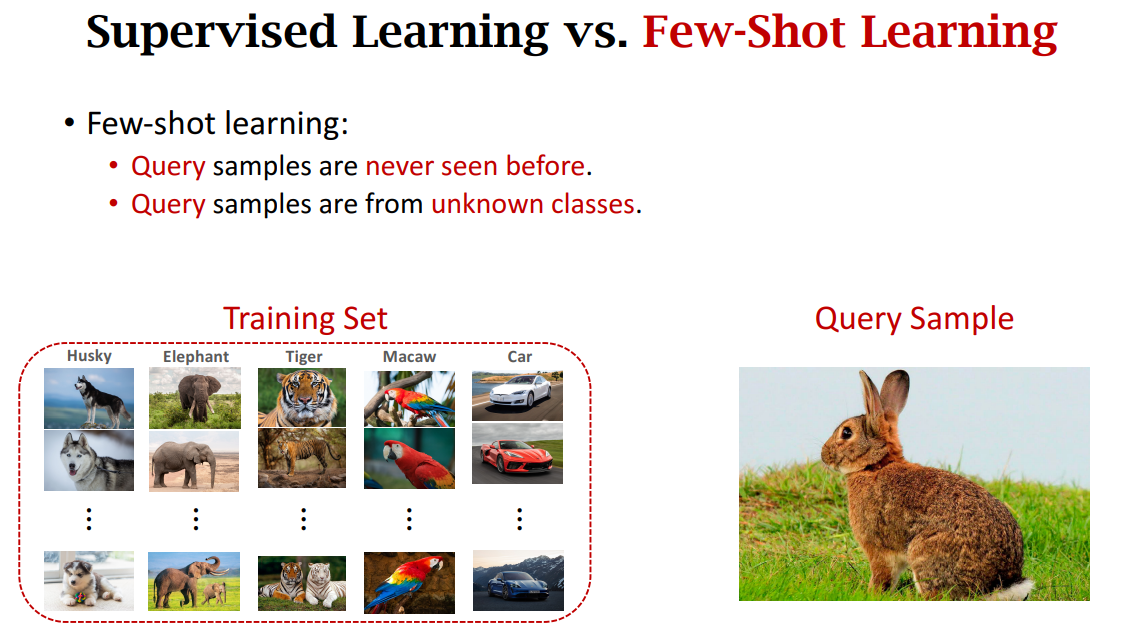 Supervised Learning vs. Few-Shot Learning
• Few-shot learning:
• Query samples are never seen before.
• Query samples are from unknown classes.
Training Set
Query Sample
Husky Elephant Tiger Macaw Car